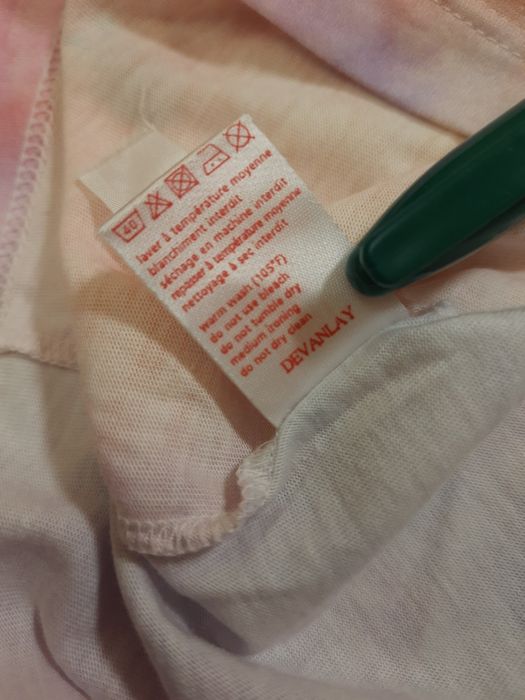 40
laver à température moyenne
blanchiment interdit
séchage en machine interdit
repasser à température moyenne
nettoyage à sec interdit
warm wash (105°F)
do not use bleach
do not tumble dry
medium ironing
do not dry clean
DEVANLAY